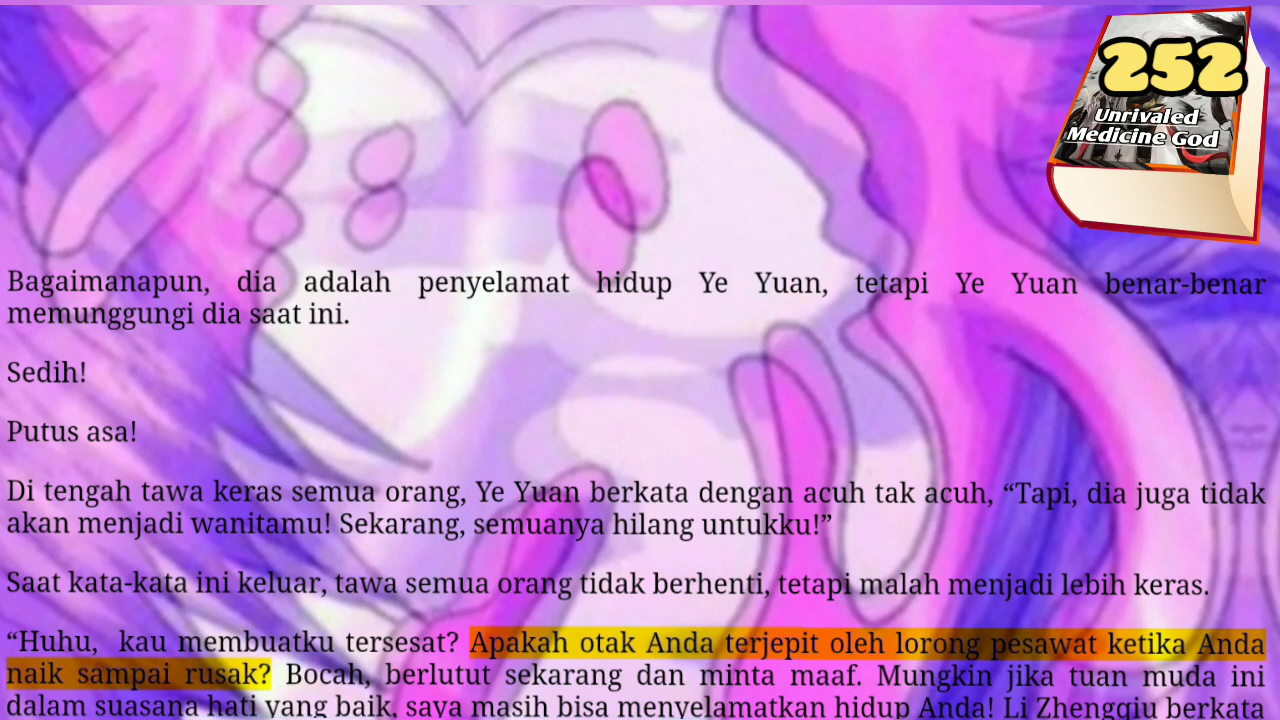 252
Unrivaled
Medicine God
Bagaimanapun, dia adalah penyelamat hidup Ye Yuan, tetapi Ye Yuan benar-benar
memunggungi dia saat ini.
Sedih!
Putus asa!
Di tengah tawa keras semua orang, Ye Yuan berkata dengan acuh tak acuh, “Tapi, dia juga tidak
akan menjadi wanitamu! Sekarang, semuanya hilang untukku!”
Saat kata-kata ini keluar, tawa semua orang tidak berhenti, tetapi malah menjadi lebih keras.
“Huhu, kau membuatku tersesat? Apakah otak Anda terjepit oleh lorong pesawat ketika Anda
naik sampai rusak? Bocah, berlutut sekarang dan minta maaf. Mungkin jika tuan muda ini
dalam suasana hati yang baik, saya masih bisa menyelamatkan hidup Anda! Li Zhengqiu berkata